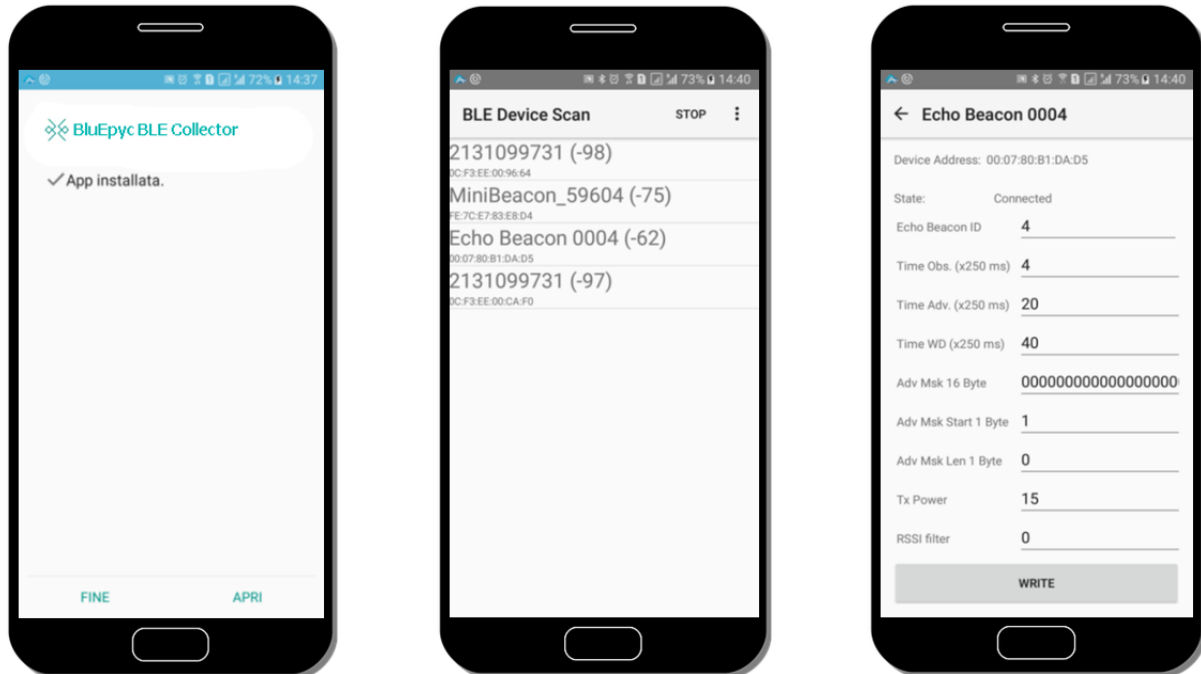 72% 14:37
BluEpyc BLE Collector
App installata.
FINE APRI
73% 14:40
BLE Device Scan STOP
2131099731 (-98)
0C:F3:EE:00:96:64
MiniBeacon_59604 (-75)
FE:7C:E7:83:E8:D4
Echo Beacon 0004 (-62)
00:07:80:B1:DA:D5
2131099731 (-97)
0C:F3:EE:00:CA:F0
73% 14:40
Echo Beacon 0004
Device Address: 00:07:80:B1:DA:D5
State: Connected
Echo Beacon ID 4
Time Obs. (x250 ms) 4
Time Adv. (x250 ms) 20
Time WD (x250 ms) 40
Adv Msk 16 Byte 000000000000000000
Adv Msk Start 1 Byte 1
Adv Msk Len 1 Byte 0
Tx Power 15
RSSI filter 0
WRITE